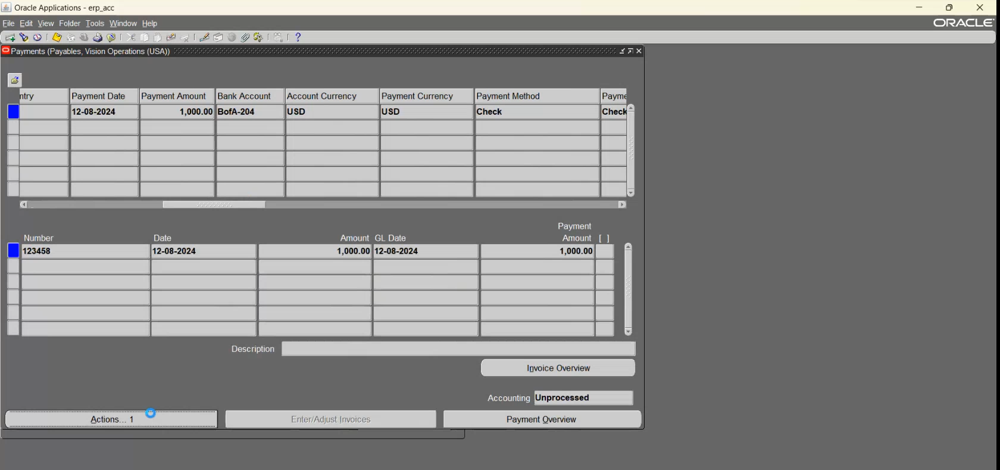 Oracle Applications - erp_acc
File Edit View Folder Tools Window Help
ORACLE
Payments (Payables, Vision Operations (USA))
ntry Payment Date Payment Amount Bank Account Account Currency Payment Currency Payment Method Payme
12-08-2024 1,000.00 BofA-204 USD USD Check Check
Payment
Number Date Amount GL Date Amount [ ]
123458 12-08-2024 1,000.00 12-08-2024 1,000.00
Description
Invoice Overview
Accounting Unprocessed
Actions... 1 Enter/Adjust Invoices Payment Overview